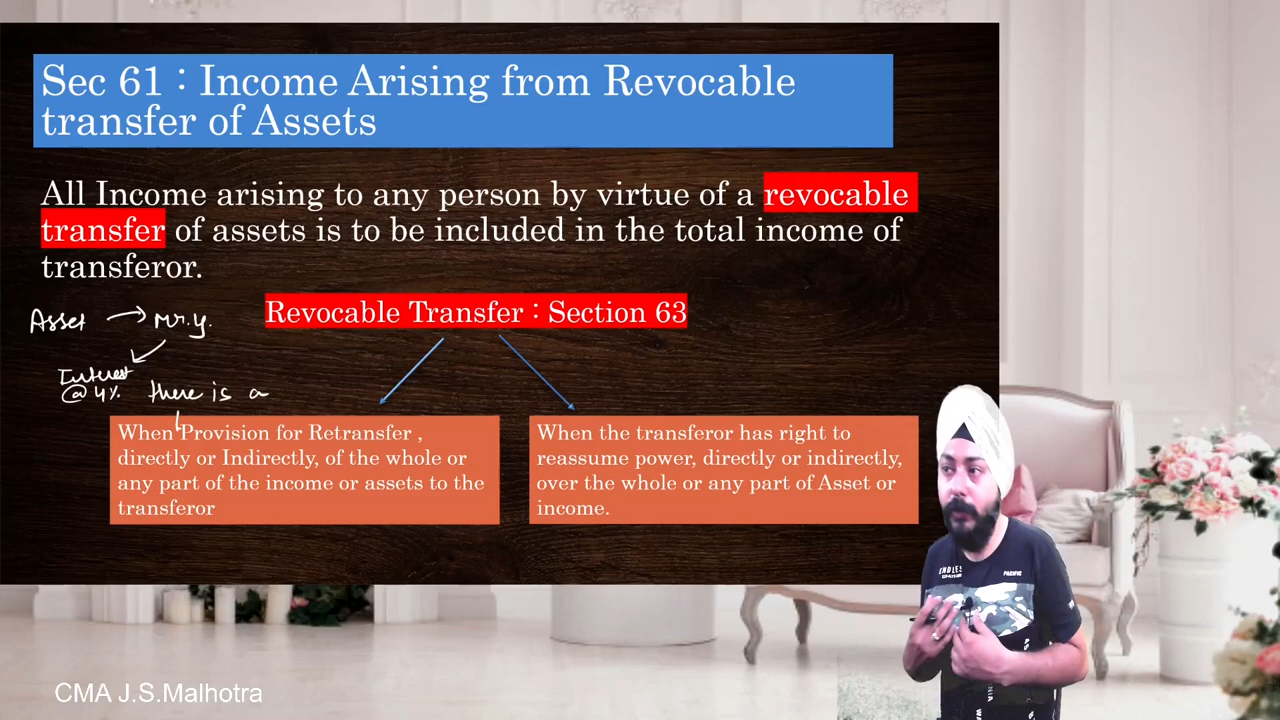 Sec 61 : Income Arising from Revocable
transfer of Assets
All Income arising to any person by virtue of a revocable
transfer of assets is to be included in the total income of
transferor.
Asset → Mr.y.
Revocable Transfer : Section 63
Interest
@ 4%
there is a
When Provision for Retransfer ,
directly or Indirectly, of the whole or
any part of the income or assets to the
transferor
When the transferor has right to
reassume power, directly or indirectly,
over the whole or any part of Asset or
income.
ENDLES
PACIFIC
CMA J.S.Malhotra